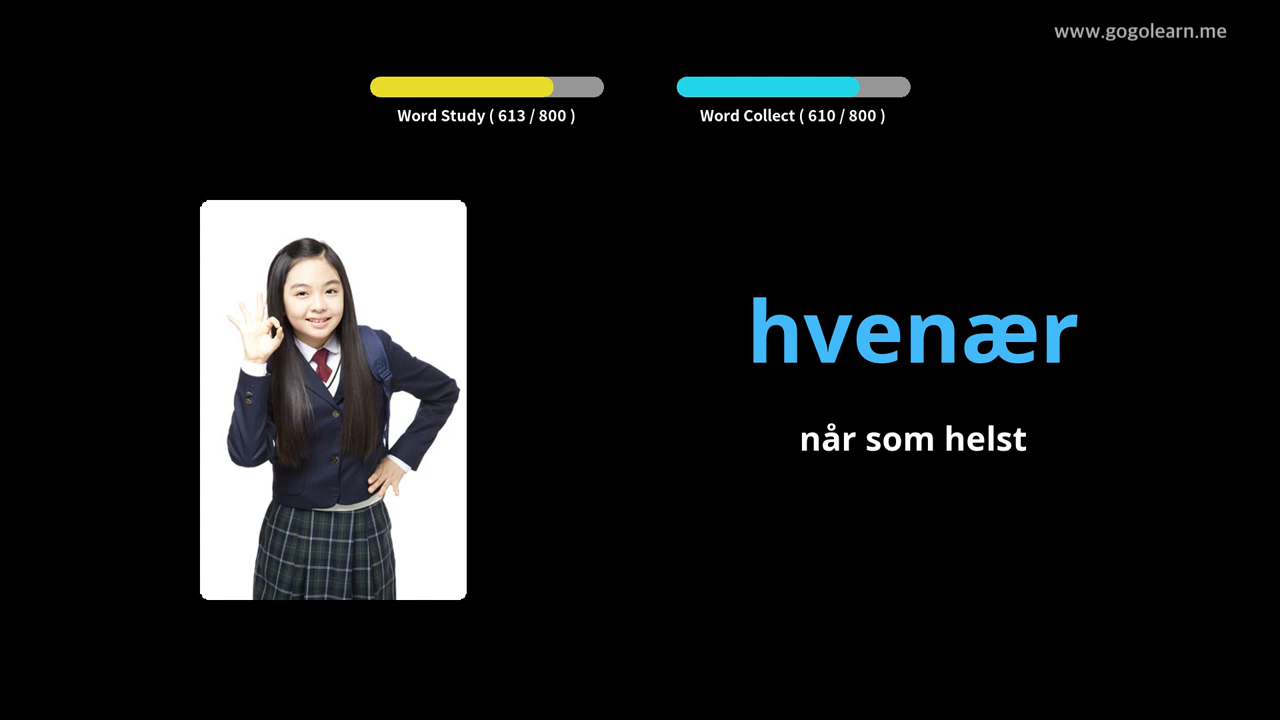 www.gogolearn.me
Word Study ( 613 / 800 )
Word Collect ( 610 / 800 )
hvenær
når som helst